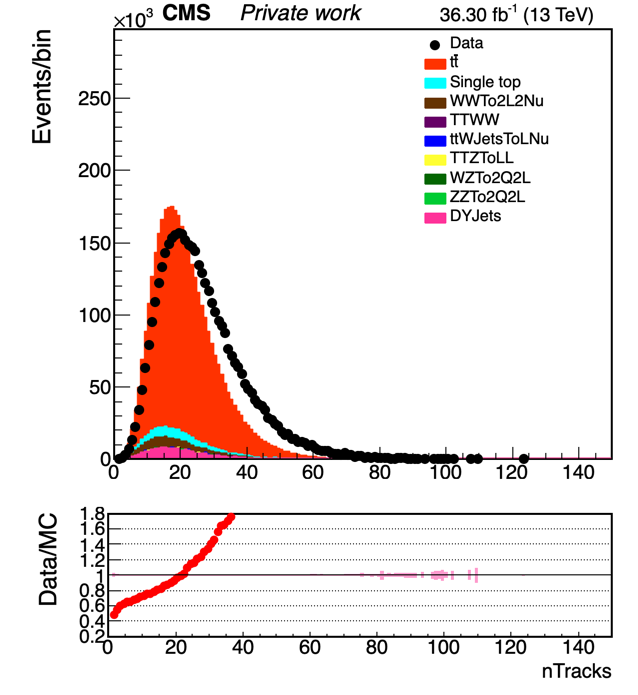 ×10³ CMS Private work 36.30 fb⁻¹ (13 TeV)
Events/bin
250
200
150
100
50
0
0 20 40 60 80 100 120 140
Data
tt̄
Single top
WWTo2L2Nu
TTWW
ttWJetsToLNu
TTZToLL
WZTo2Q2L
ZZTo2Q2L
DYJets
Data/MC
1.8
1.6
1.4
1.2
1
0.8
0.6
0.4
0.2
0 20 40 60 80 100 120 140
nTracks